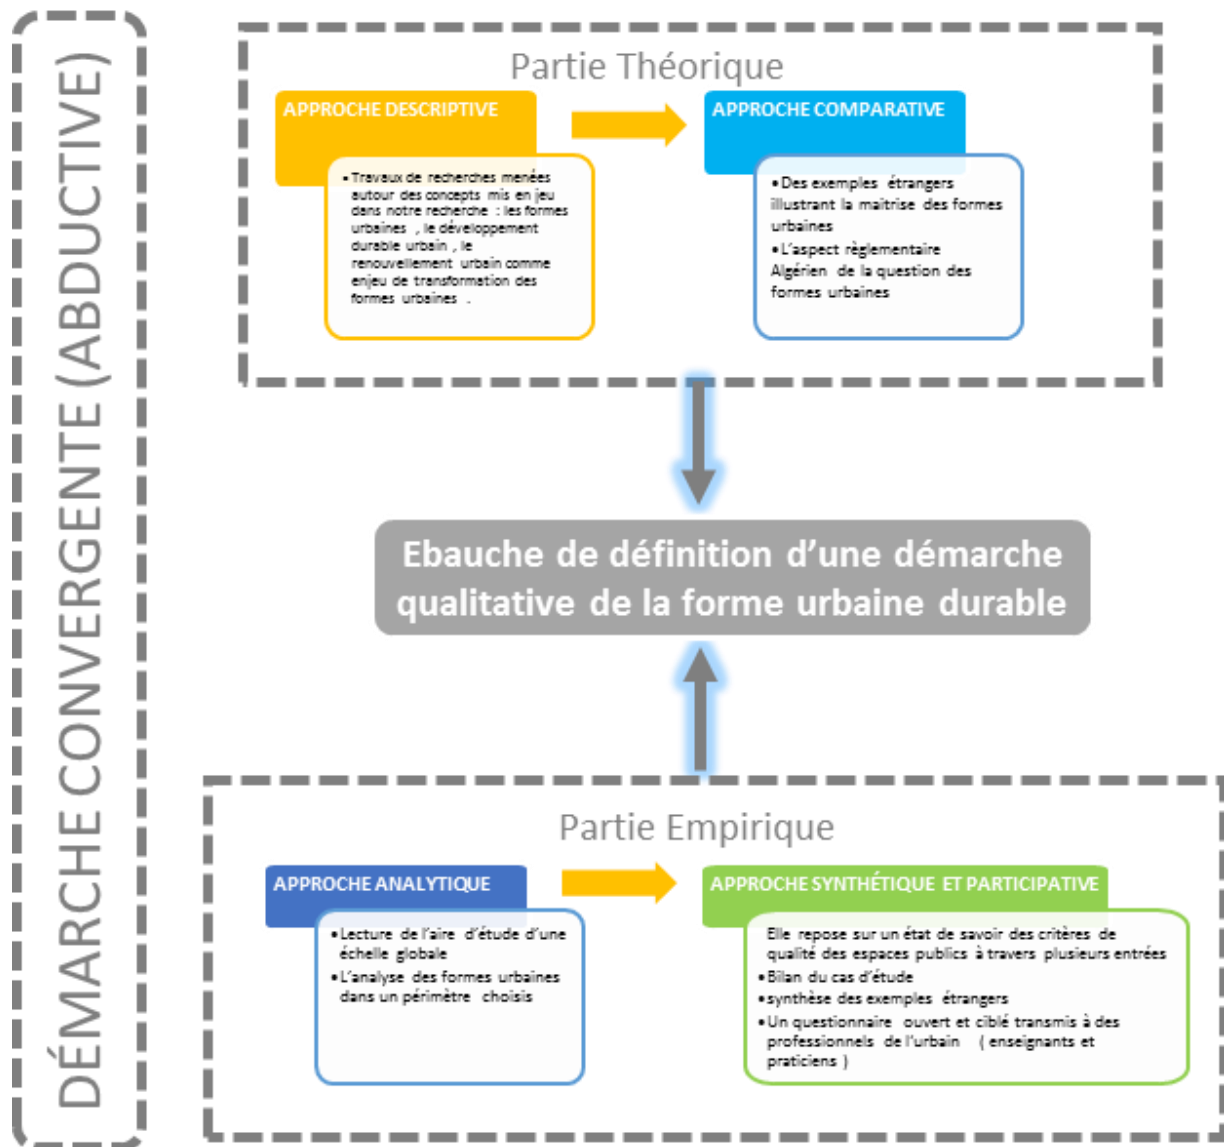 DÉMARCHE CONVERGENTE (ABDUCTIVE)
Partie Théorique
APPROCHE DESCRIPTIVE
•Travaux de recherches menées
autour des concepts mis en jeu
dans notre recherche : les formes
urbaines , le développement
durable urbain , le
renouvellement urbain comme
enjeu de transformation des
formes urbaines .
APPROCHE COMPARATIVE
•Des exemples étrangers
illustrant la maitrise des formes
urbaines
•L'aspect règlementaire
Algérien de la question des
formes urbaines
Ebauche de définition d'une démarche
qualitative de la forme urbaine durable
Partie Empirique
APPROCHE ANALYTIQUE
•Lecture de l'aire d'étude d'une
échelle globale
•L'analyse des formes urbaines
dans un périmètre choisis
APPROCHE SYNTHÉTIQUE ET PARTICIPATIVE
Elle repose sur un état de savoir des critères de
qualité des espaces publics à travers plusieurs entrées
•Bilan du cas d'étude
•synthèse des exemples étrangers
•Un questionnaire ouvert et ciblé transmis à des
professionnels de l'urbain ( enseignants et
praticiens )